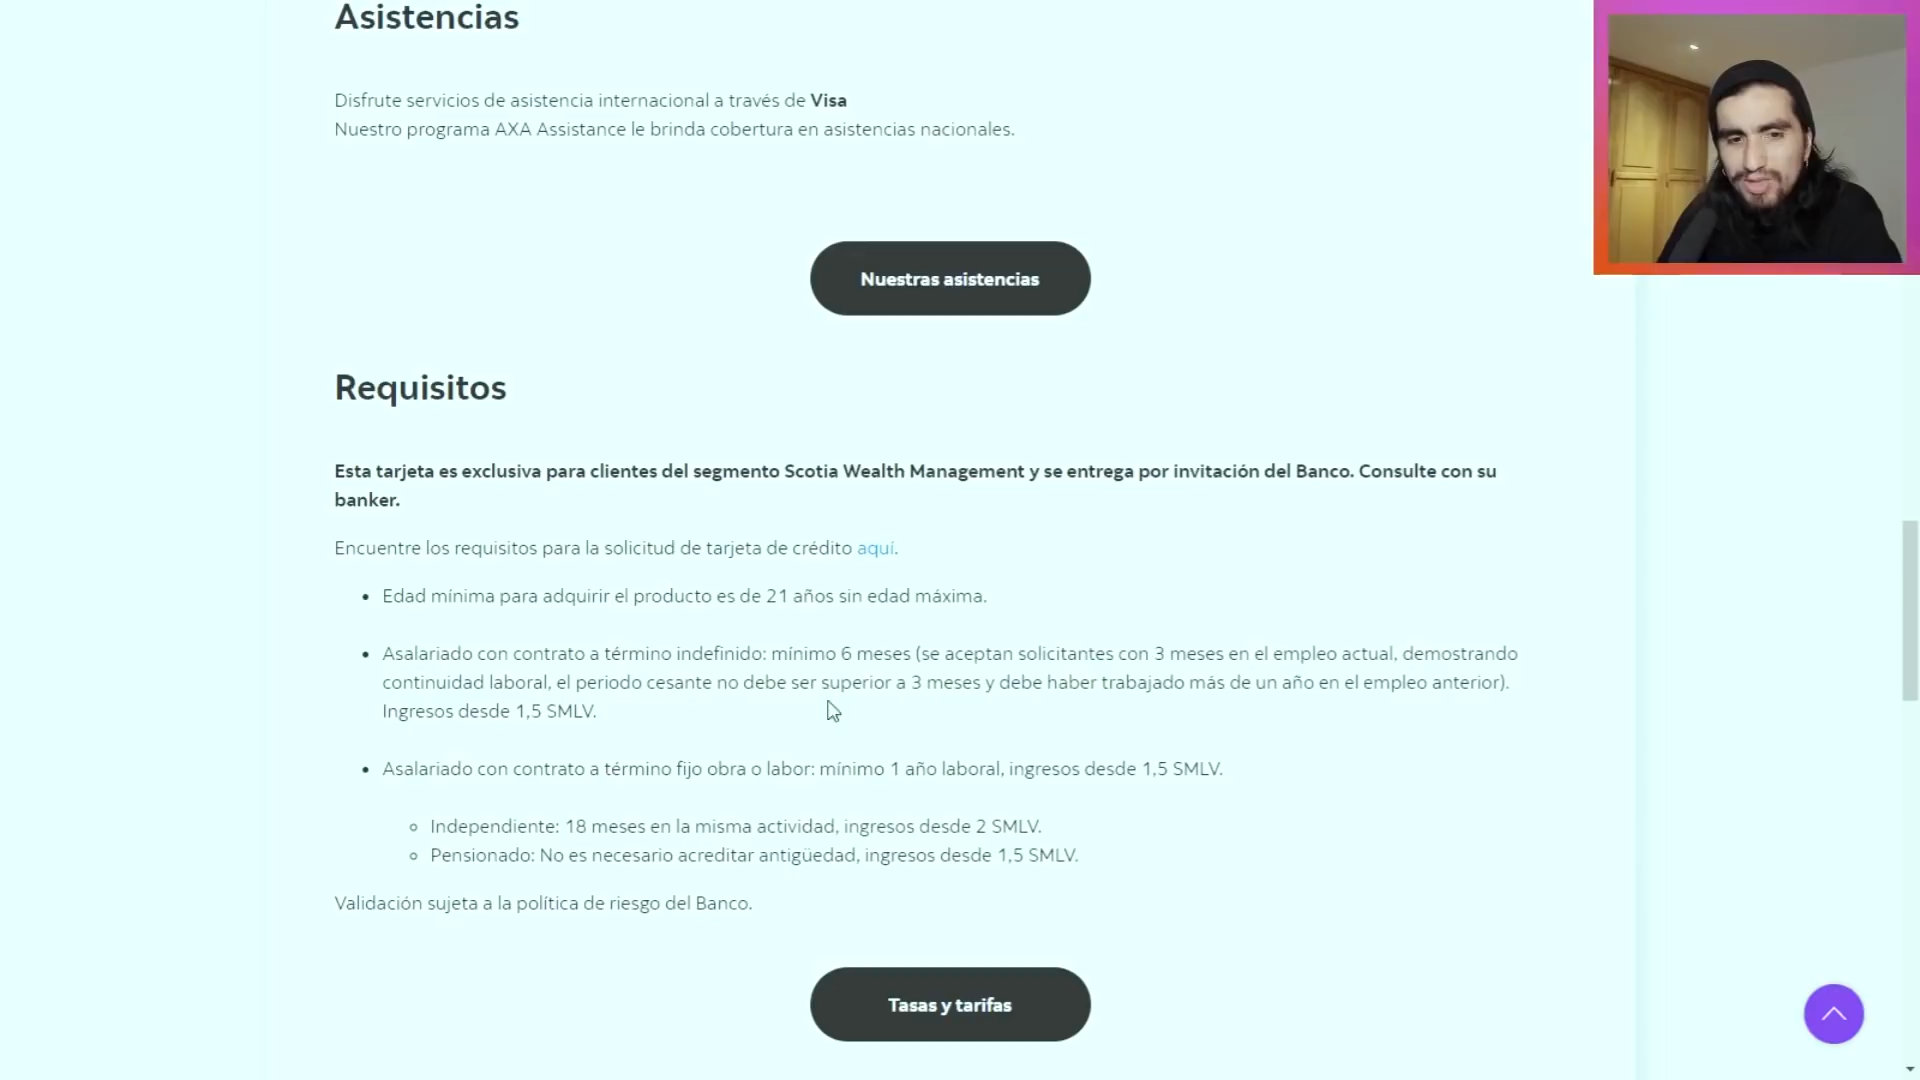 Asistencias
Disfrute servicios de asistencia internacional a través de Visa
Nuestro programa AXA Assistance le brinda cobertura en asistencias nacionales.
Nuestras asistencias
Requisitos
Esta tarjeta es exclusiva para clientes del segmento Scotia Wealth Management y se entrega por invitación del Banco. Consulte con su
banker.
Encuentre los requisitos para la solicitud de tarjeta de crédito aquí.
• Edad mínima para adquirir el producto es de 21 años sin edad máxima.
• Asalariado con contrato a término indefinido: mínimo 6 meses (se aceptan solicitantes con 3 meses en el empleo actual, demostrando
continuidad laboral, el periodo cesante no debe ser superior a 3 meses y debe haber trabajado más de un año en el empleo anterior).
Ingresos desde 1,5 SMLV.
• Asalariado con contrato a término fijo obra o labor: mínimo 1 año laboral, ingresos desde 1,5 SMLV.
◦ Independiente: 18 meses en la misma actividad, ingresos desde 2 SMLV.
◦ Pensionado: No es necesario acreditar antigüedad, ingresos desde 1,5 SMLV.
Validación sujeta a la política de riesgo del Banco.
Tasas y tarifas